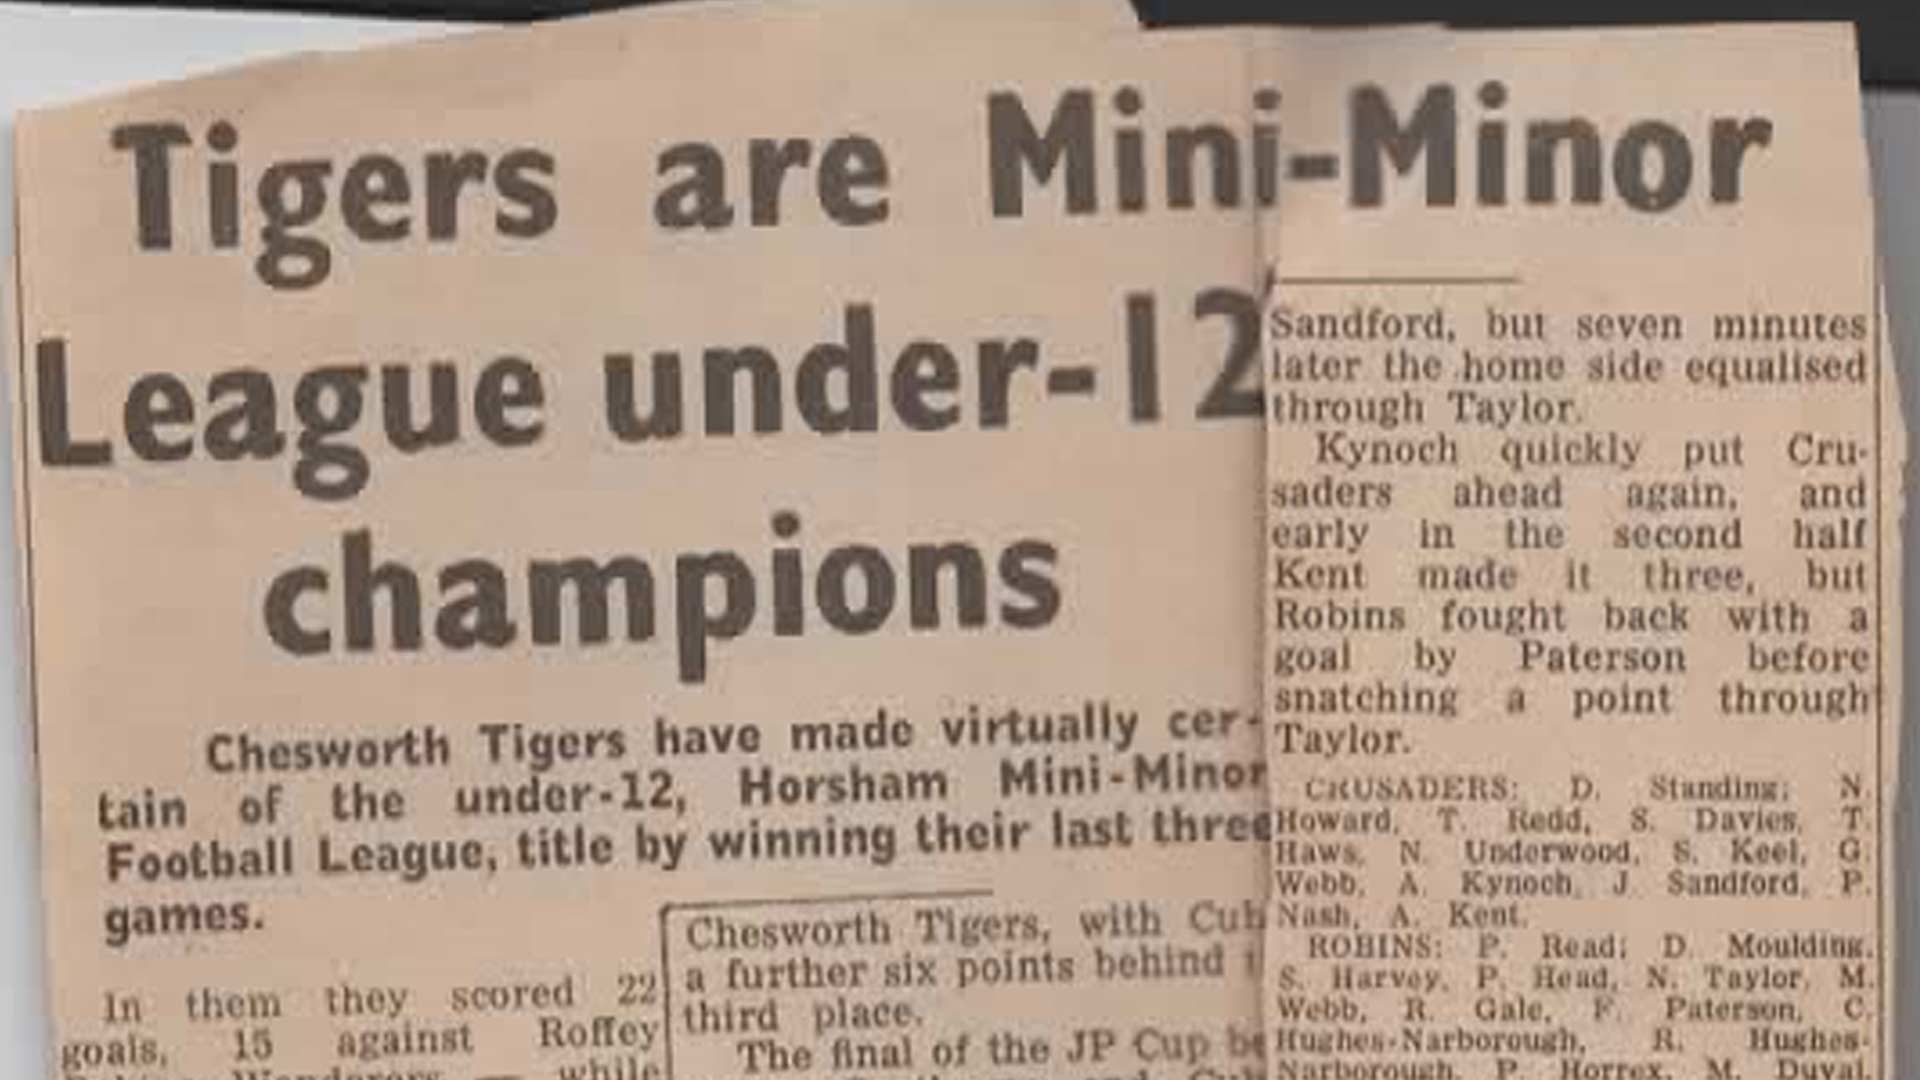 Tigers are Mini-Minor
League under-12
champions
Chesworth Tigers have made virtually cer-
tain of the under-12, Horsham Mini-Minor
Football League, title by winning their last three
games.
In them they scored 22
goals, 15 against Roffey
Wanderers — while
Chesworth Tigers, with Cub
a further six points behind
third place.
The final of the JP Cup
Sandford, but seven minutes
later the home side equalised
through Taylor.
Kynoch quickly put Cru-
saders ahead again, and
early in the second half
Kent made it three, but
Robins fought back with a
goal by Paterson before
snatching a point through
Taylor.
CRUSADERS: D. Standing; N.
Howard, T. Redd, S. Davies, T.
Haws, N. Underwood, S. Keel, G.
Webb, A. Kynoch, J Sandford, P.
Nash, A. Kent.
ROBINS: P. Read; D. Moulding,
S. Harvey, P. Head, N. Taylor, M.
Webb, R. Gale, F. Paterson, C.
Hughes-Narborough, R. Hughes-
Narborough, P. Horrex, M. Duval,